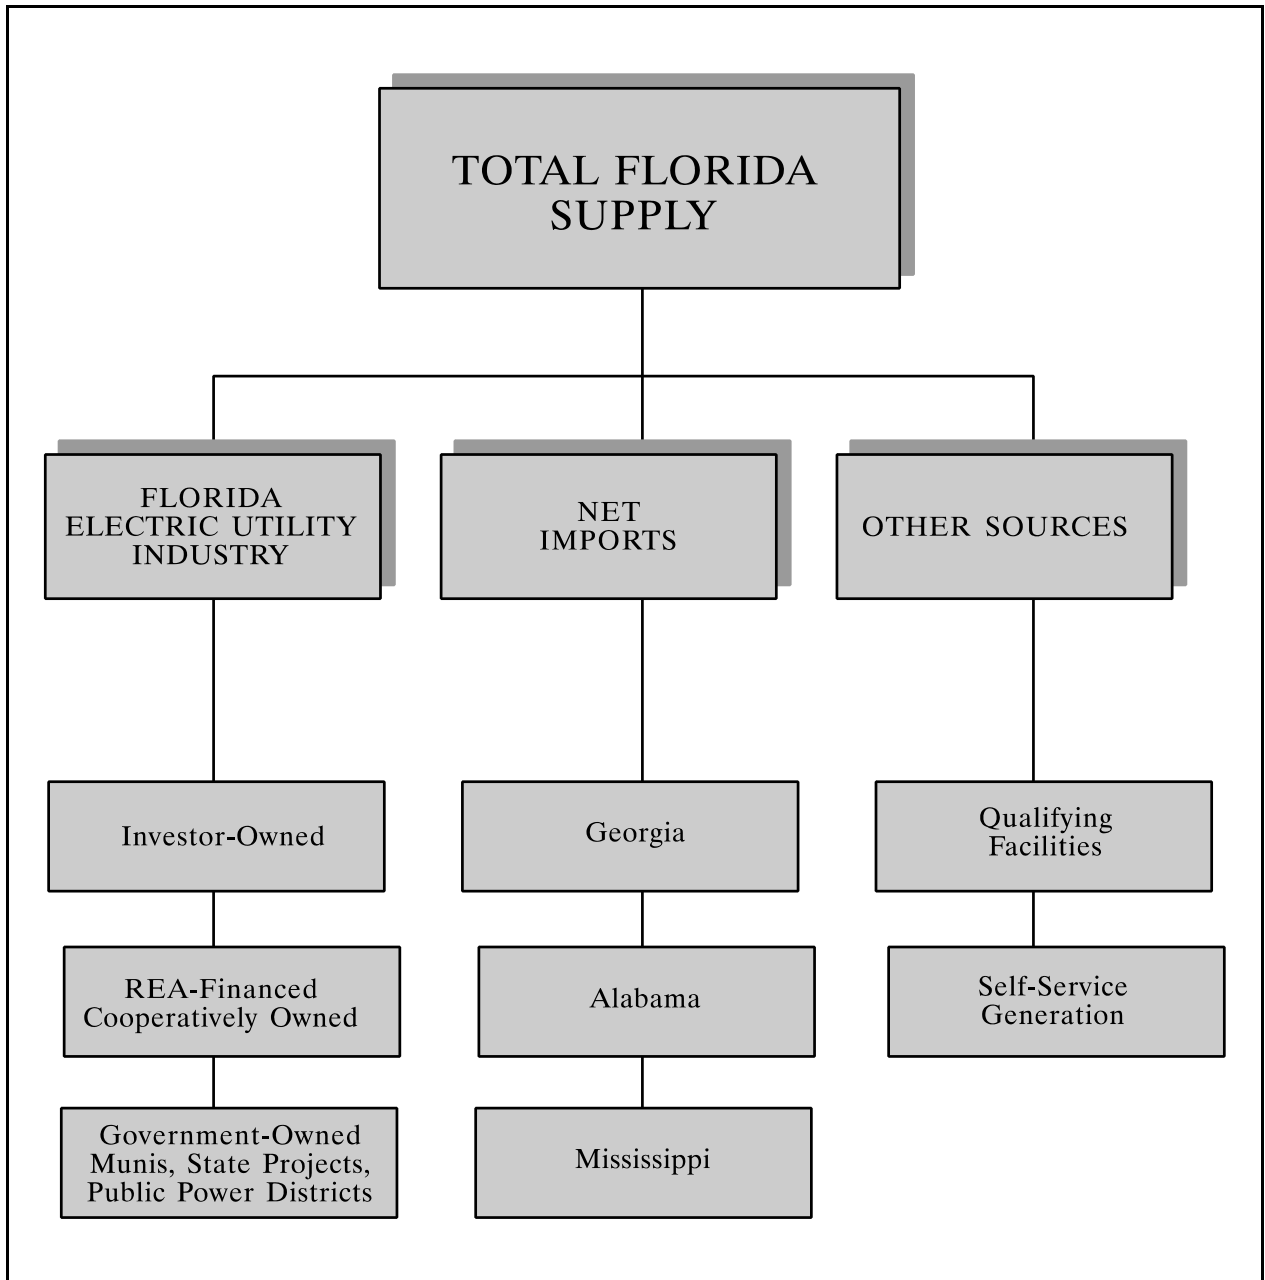 TOTAL FLORIDA
SUPPLY
FLORIDA
ELECTRIC UTILITY
INDUSTRY
NET
IMPORTS
OTHER SOURCES
Investor-Owned
Georgia
Qualifying
Facilities
REA-Financed
Cooperatively Owned
Alabama
Self-Service
Generation
Government-Owned
Munis, State Projects,
Public Power Districts
Mississippi